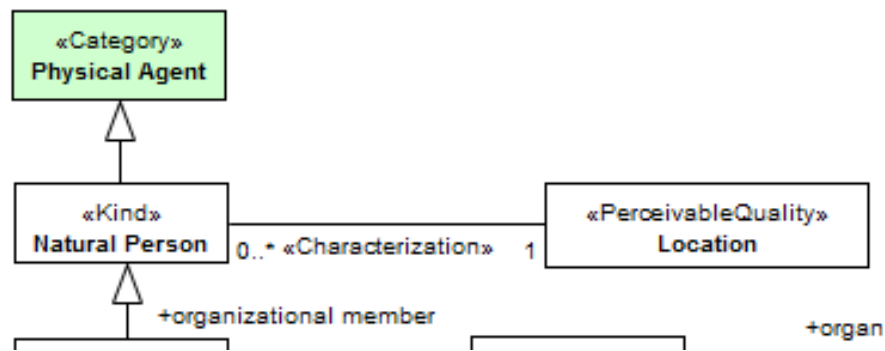 «Category»
Physical Agent
«Kind»
Natural Person
0..* «Characterization» 1
«PerceivableQuality»
Location
+organizational member
+organ